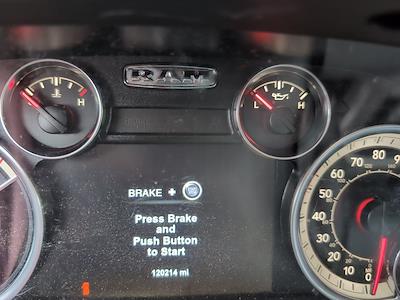 RAM
H
L H
BRAKE +
Press Brake
and
Push Button
to Start
120214 mi
90
80
70
60
50
40
30
20
10
0